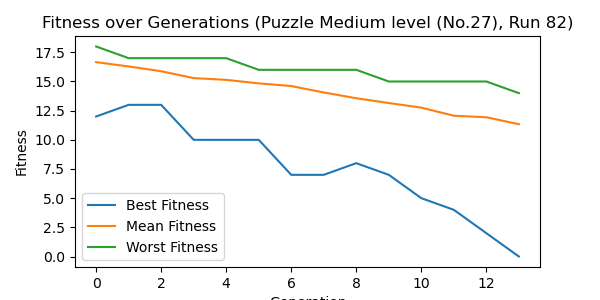 Fitness over Generations (Puzzle Medium level (No.27), Run 82)
17.5
15.0
12.5
10.0
7.5
5.0
2.5
0.0
Fitness
Best Fitness
Mean Fitness
Worst Fitness
0 2 4 6 8 10 12
Generation